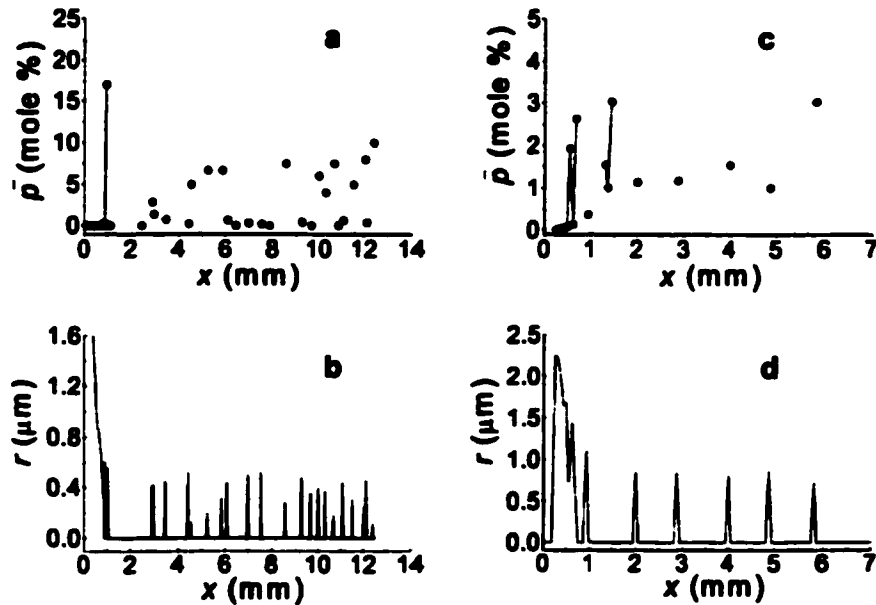 25
20
15
10
5
0
p̄ (mole %)
a
0 2 4 6 8 10 12 14
x (mm)
5
4
3
2
1
0
p̄ (mole %)
c
0 1 2 3 4 5 6 7
x (mm)
1.6
1.2
0.8
0.4
0.0
r (μm)
b
0 2 4 6 8 10 12 14
x (mm)
2.5
2.0
1.5
1.0
0.5
0.0
r (μm)
d
0 1 2 3 4 5 6 7
x (mm)